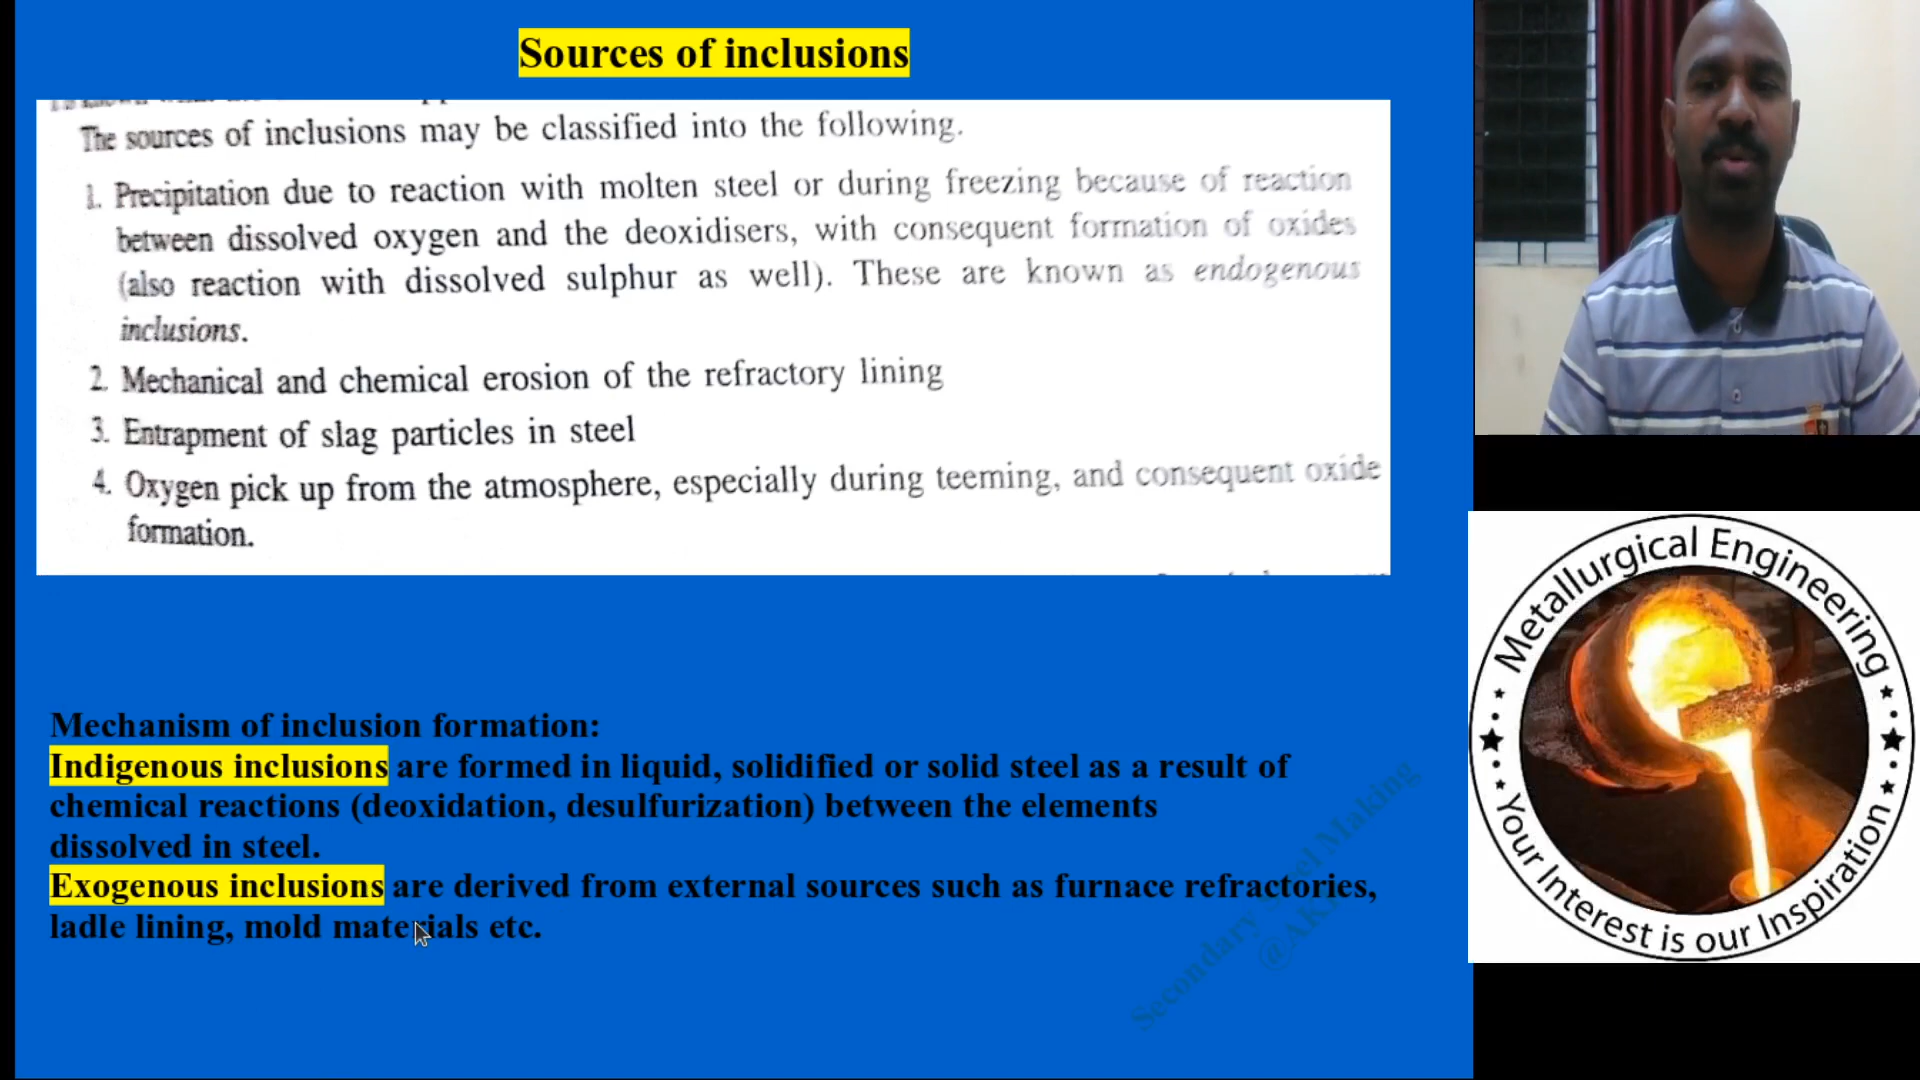 Sources of inclusions
The sources of inclusions may be classified into the following.
1. Precipitation due to reaction with molten steel or during freezing because of reaction
between dissolved oxygen and the deoxidisers, with consequent formation of oxides
(also reaction with dissolved sulphur as well). These are known as endogenous
inclusions.
2. Mechanical and chemical erosion of the refractory lining
3. Entrapment of slag particles in steel
4. Oxygen pick up from the atmosphere, especially during teeming, and consequent oxide
formation.
Mechanism of inclusion formation:
Indigenous inclusions are formed in liquid, solidified or solid steel as a result of
chemical reactions (deoxidation, desulfurization) between the elements
dissolved in steel.
Exogenous inclusions are derived from external sources such as furnace refractories,
ladle lining, mold materials etc.
Secondary Steel Making
Metallurgical Engineering
Your Interest is our Inspiration